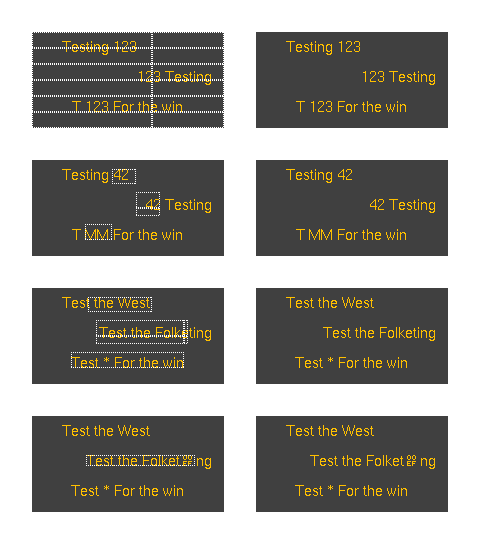 Testing 123
123 Testing
T 123 For the win
Testing 123
123 Testing
T 123 For the win
Testing 42
42 Testing
T MM For the win
Testing 42
42 Testing
T MM For the win
Test the West
Test the Folketing
Test * For the win
Test the West
Test the Folketing
Test * For the win
Test the West
Test the Folket 00EF ng
Test * For the win
Test the West
Test the Folket 00EF ng
Test * For the win